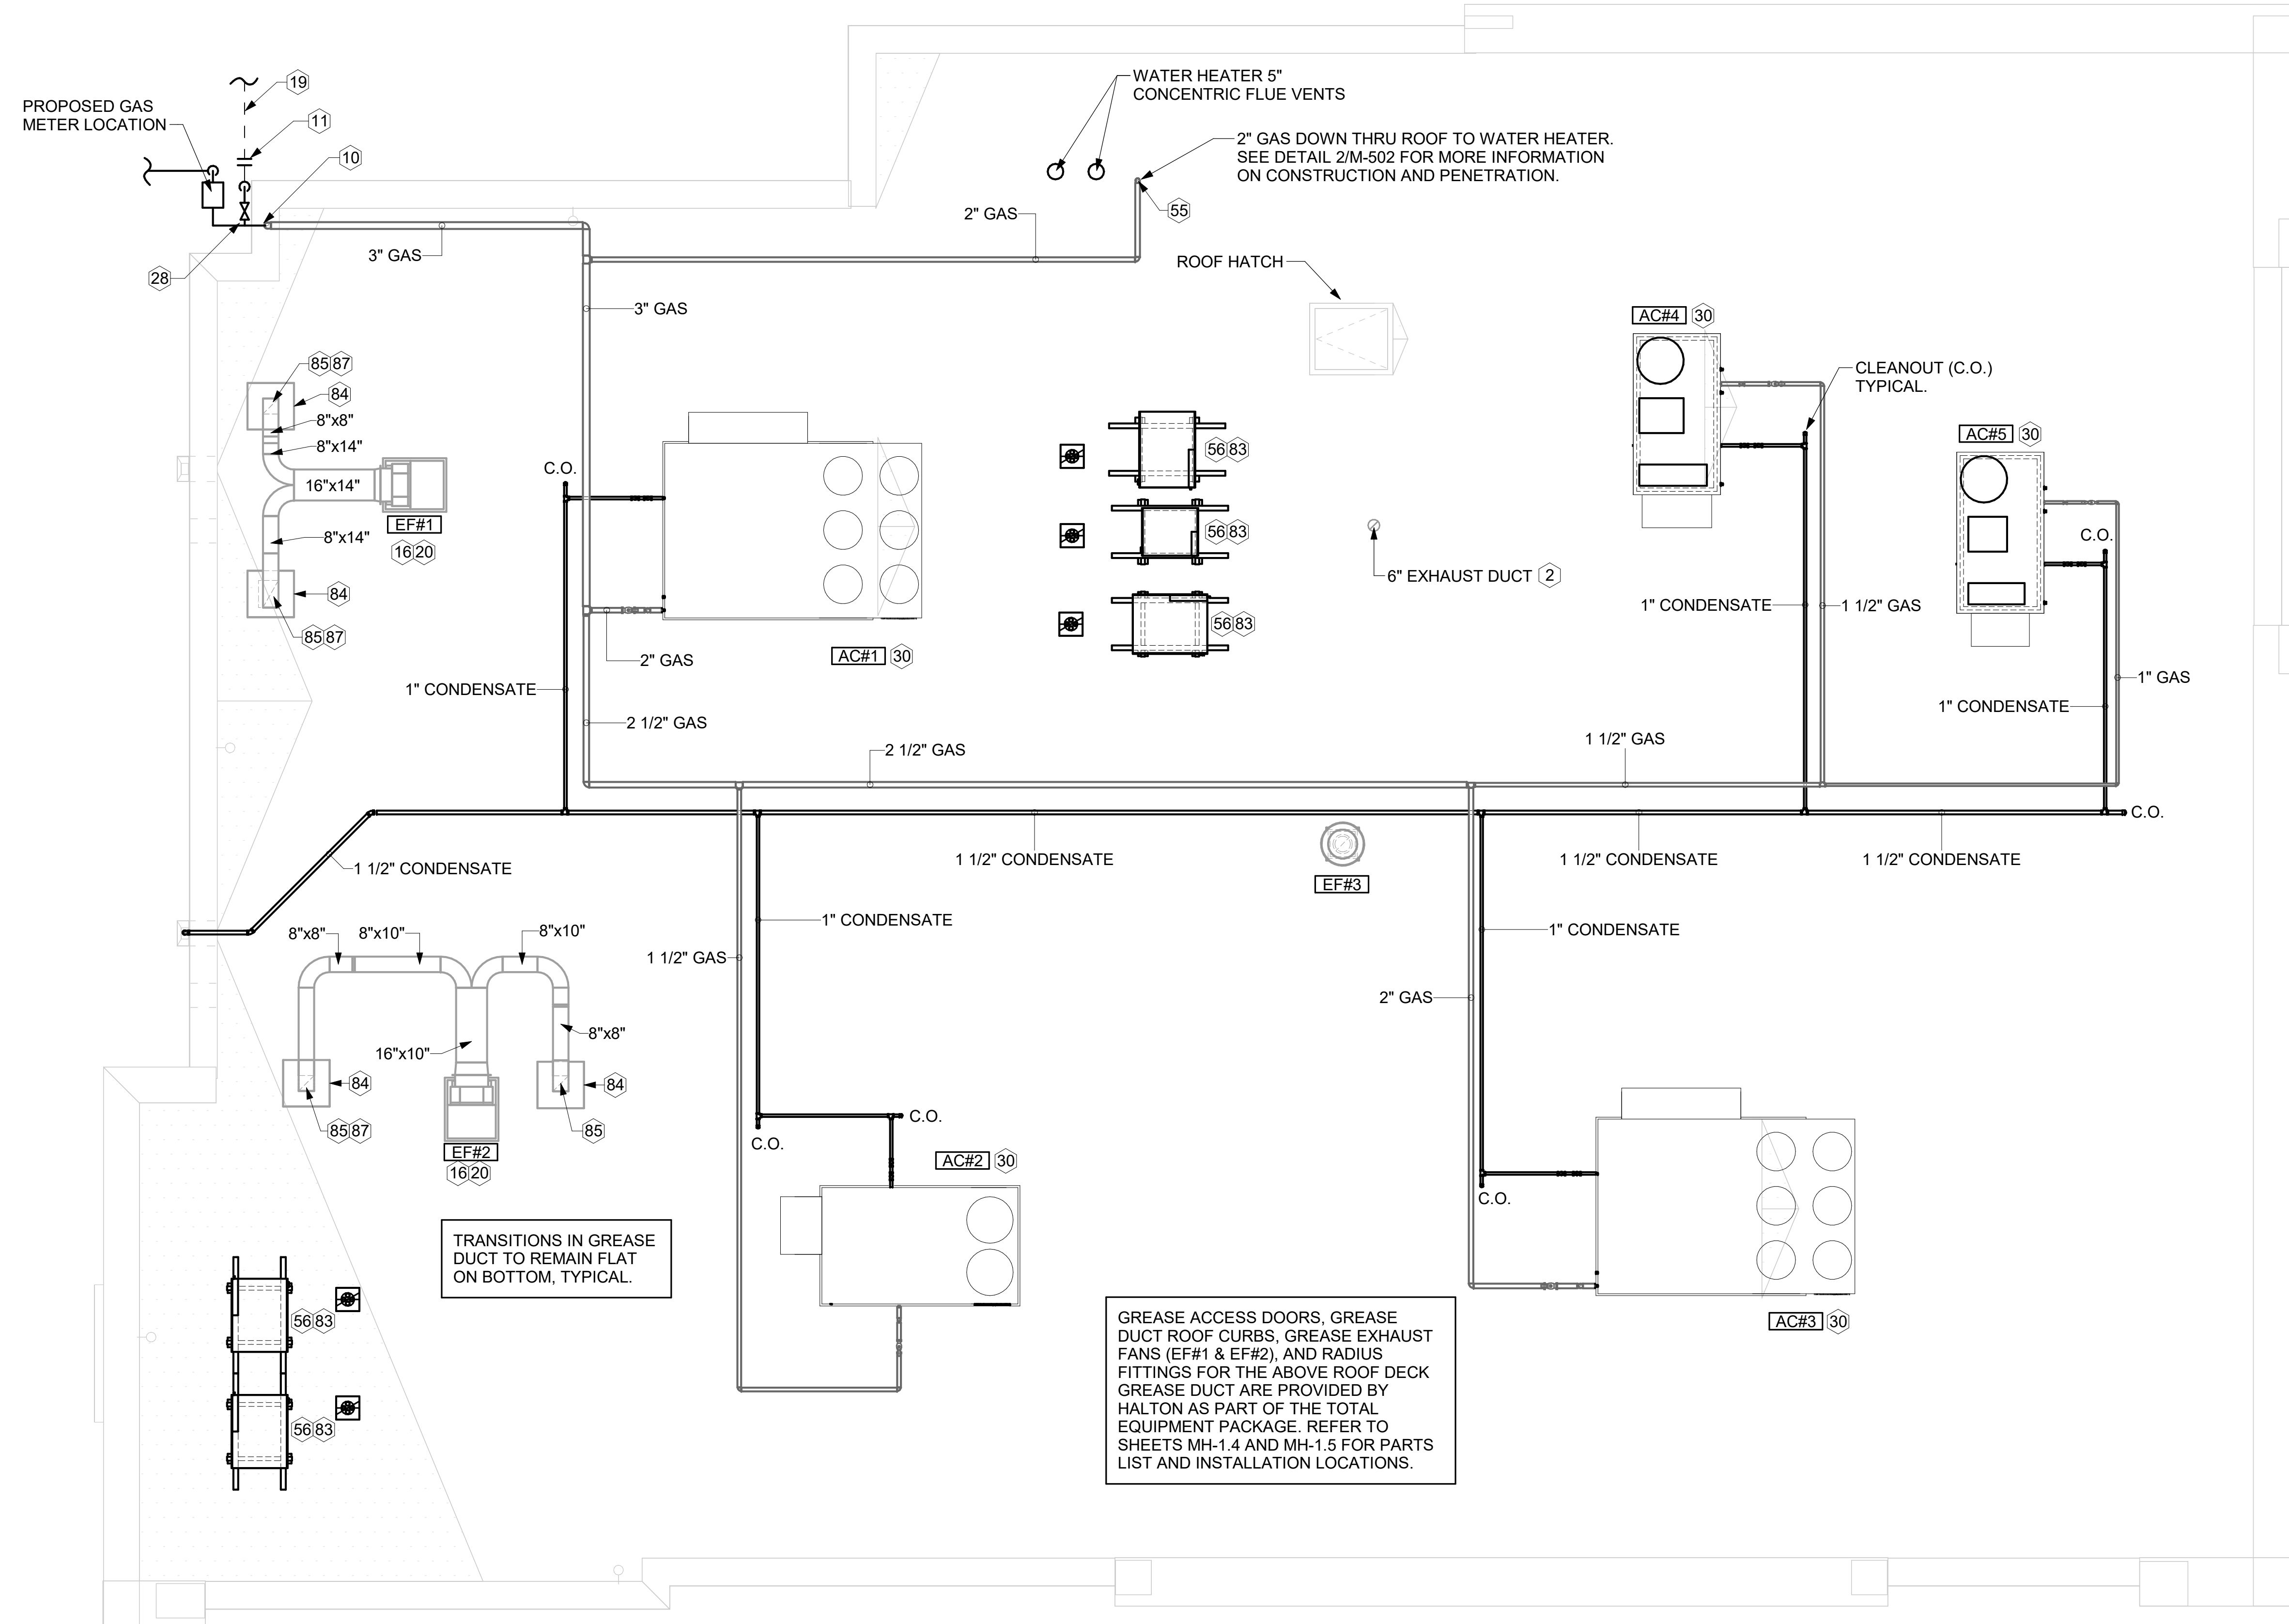 WATER HEATER 5"
CONCENTRIC FLUE VENTS
19
PROPOSED GAS
METER LOCATION
11
10
2" GAS DOWN THRU ROOF TO WATER HEATER.
SEE DETAIL 2/M-502 FOR MORE INFORMATION
ON CONSTRUCTION AND PENETRATION.
55
2" GAS
3" GAS
28
ROOF HATCH
3" GAS
AC#4
30
85
87
84
8"x8"
8"x14"
CLEANOUT (C.O.)
TYPICAL.
AC#5
30
56
83
C.O.
16"x14"
EF#1
8"x14"
16
20
56
83
C.O.
6" EXHAUST DUCT
2
84
1" CONDENSATE
1 1/2" GAS
56
83
85
87
AC#1
30
2" GAS
1" GAS
1" CONDENSATE
1" CONDENSATE
2 1/2" GAS
2 1/2" GAS
1 1/2" GAS
C.O.
1 1/2" CONDENSATE
1 1/2" CONDENSATE
1 1/2" CONDENSATE
1 1/2" CONDENSATE
EF#3
8"x8"
8"x10"
8"x10"
1" CONDENSATE
1" CONDENSATE
1 1/2" GAS
2" GAS
8"x8"
16"x10"
84
84
85
87
85
EF#2
16
20
C.O.
C.O.
AC#2
30
C.O.
TRANSITIONS IN GREASE
DUCT TO REMAIN FLAT
ON BOTTOM, TYPICAL.
56
83
AC#3
30
GREASE ACCESS DOORS, GREASE
DUCT ROOF CURBS, GREASE EXHAUST
FANS (EF#1 & EF#2), AND RADIUS
FITTINGS FOR THE ABOVE ROOF DECK
GREASE DUCT ARE PROVIDED BY
HALTON AS PART OF THE TOTAL
EQUIPMENT PACKAGE. REFER TO
SHEETS MH-1.4 AND MH-1.5 FOR PARTS
LIST AND INSTALLATION LOCATIONS.
56
83